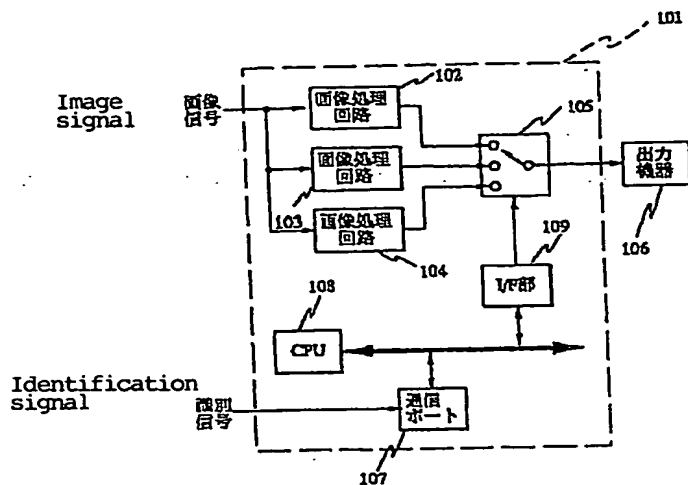 101
102
Image
signal
画像
信号
画像処理
回路
105
画像処理
回路
出力
機器
103
106
画像処理
回路
104
109
I/F部
108
CPU
Identification
signal
識別
信号
通信
ポート
107